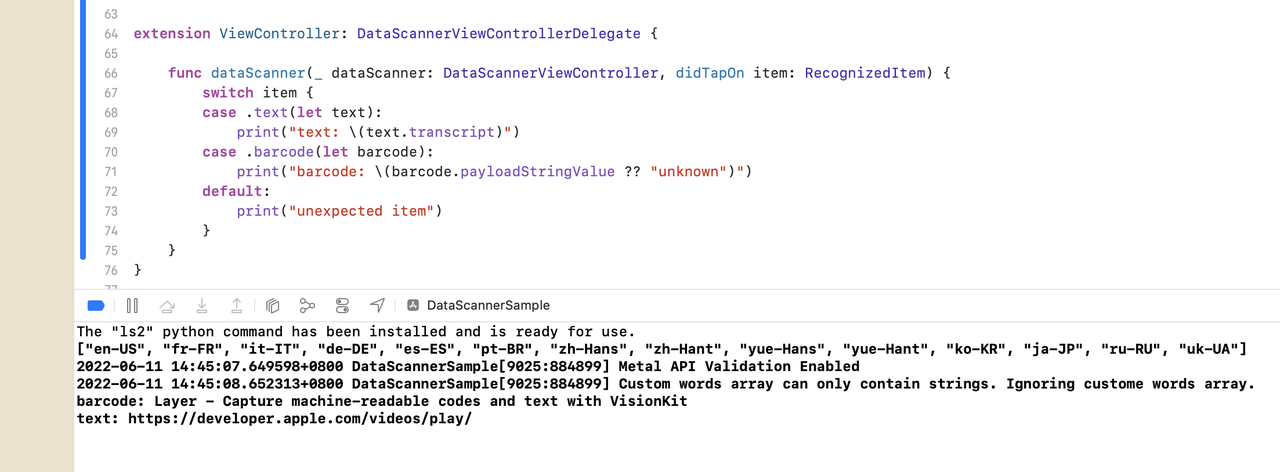 63
64 extension ViewController: DataScannerViewControllerDelegate {
65
66 func dataScanner(_ dataScanner: DataScannerViewController, didTapOn item: RecognizedItem) {
67 switch item {
68 case .text(let text):
69 print("text: \(text.transcript)")
70 case .barcode(let barcode):
71 print("barcode: \(barcode.payloadStringValue ?? "unknown")")
72 default:
73 print("unexpected item")
74 }
75 }
76 }
77
DataScannerSample
The "ls2" python command has been installed and is ready for use.
["en-US", "fr-FR", "it-IT", "de-DE", "es-ES", "pt-BR", "zh-Hans", "zh-Hant", "yue-Hans", "yue-Hant", "ko-KR", "ja-JP", "ru-RU", "uk-UA"]
2022-06-11 14:45:07.649598+0800 DataScannerSample[9025:884899] Metal API Validation Enabled
2022-06-11 14:45:08.652313+0800 DataScannerSample[9025:884899] Custom words array can only contain strings. Ignoring custome words array.
barcode: Layer - Capture machine-readable codes and text with VisionKit
text: https://developer.apple.com/videos/play/